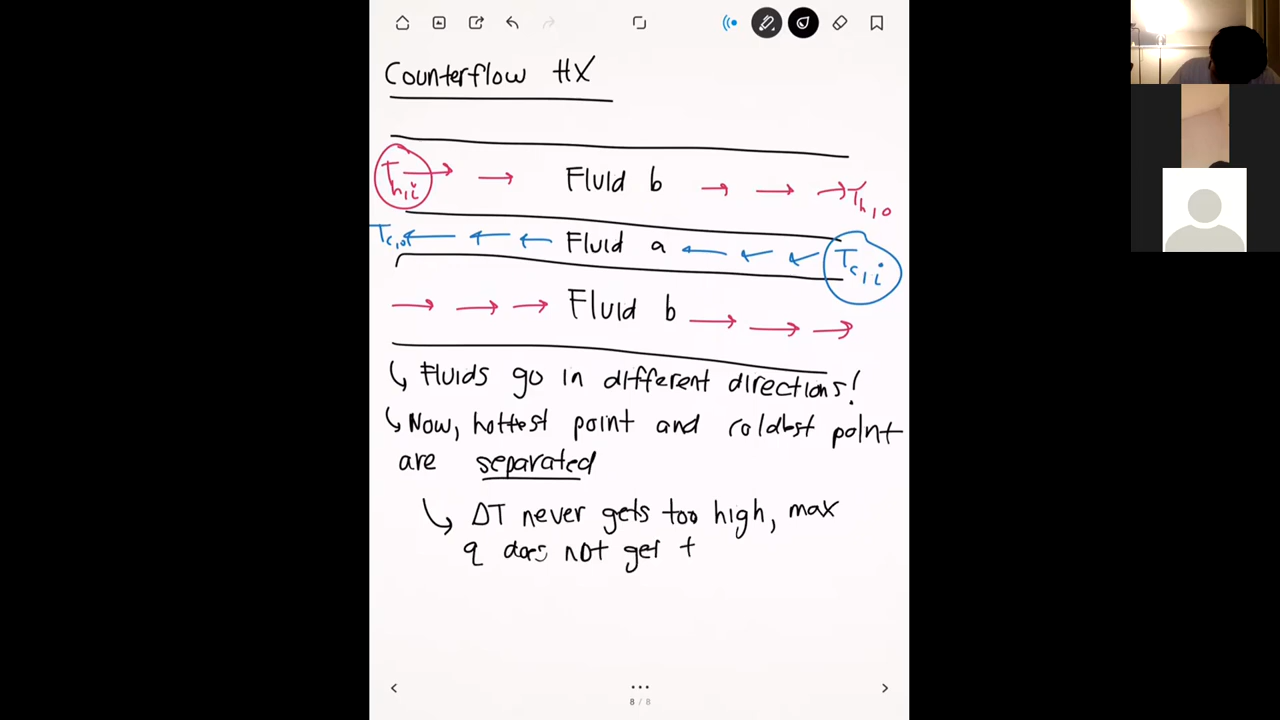 Counterflow HX
Th,i Fluid b Th,o
Tc,o Fluid a Tc,i
Fluid b
↳ Fluids go in different directions!
↳ Now, hottest point and coldest point
are separated
↳ ΔT never gets too high, max
q does not get t
8 / 8